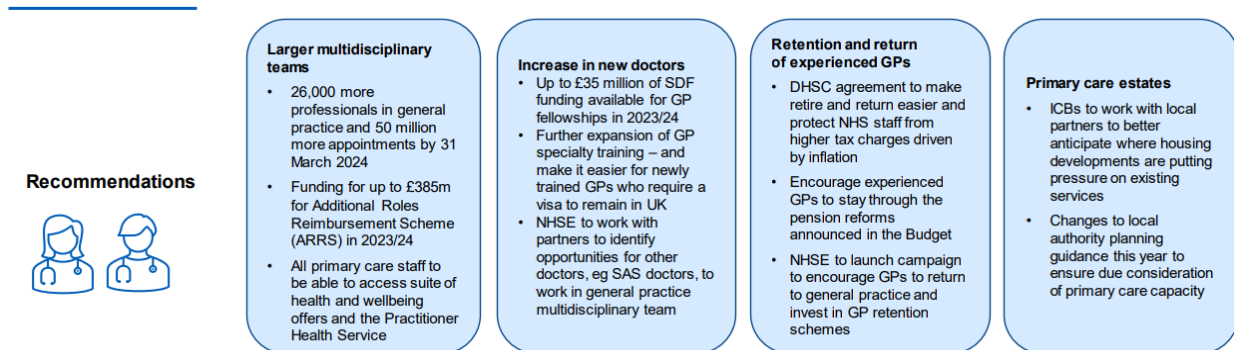 Recommendations
Larger multidisciplinary
teams
• 26,000 more
professionals in general
practice and 50 million
more appointments by 31
March 2024
• Funding for up to £385m
for Additional Roles
Reimbursement Scheme
(ARRS) in 2023/24
• All primary care staff to
be able to access suite of
health and wellbeing
offers and the Practitioner
Health Service
Increase in new doctors
• Up to £35 million of SDF
funding available for GP
fellowships in 2023/24
• Further expansion of GP
specialty training – and
make it easier for newly
trained GPs who require a
visa to remain in UK
• NHSE to work with
partners to identify
opportunities for other
doctors, eg SAS doctors, to
work in general practice
multidisciplinary team
Retention and return
of experienced GPs
• DHSC agreement to make
retire and return easier and
protect NHS staff from
higher tax charges driven
by inflation
• Encourage experienced
GPs to stay through the
pension reforms
announced in the Budget
• NHSE to launch campaign
to encourage GPs to return
to general practice and
invest in GP retention
schemes
Primary care estates
• ICBs to work with local
partners to better
anticipate where housing
developments are putting
pressure on existing
services
• Changes to local
authority planning
guidance this year to
ensure due consideration
of primary care capacity